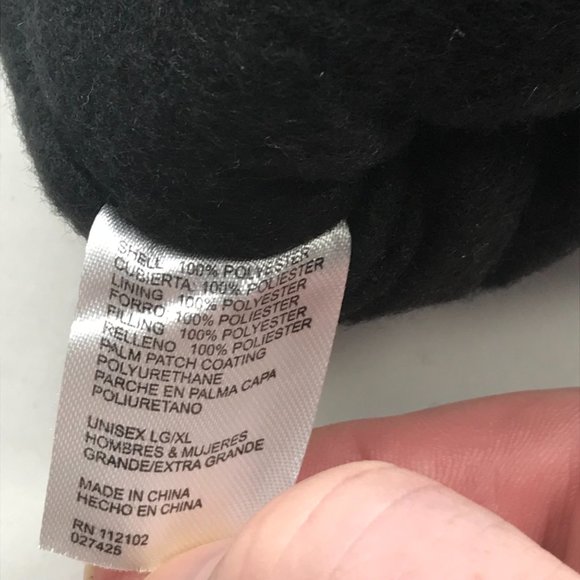 SHELL 100% POLYESTER
CUBIERTA 100% POLIESTER
LINING 100% POLYESTER
FORRO 100% POLIESTER
FILLING 100% POLYESTER
RELLENO 100% POLIESTER
PALM PATCH COATING
POLYURETHANE
PARCHE EN PALMA CAPA
POLIURETANO
UNISEX LG/XL
HOMBRES & MUJERES
GRANDE/EXTRA GRANDE
MADE IN CHINA
HECHO EN CHINA
RN 112102
027425